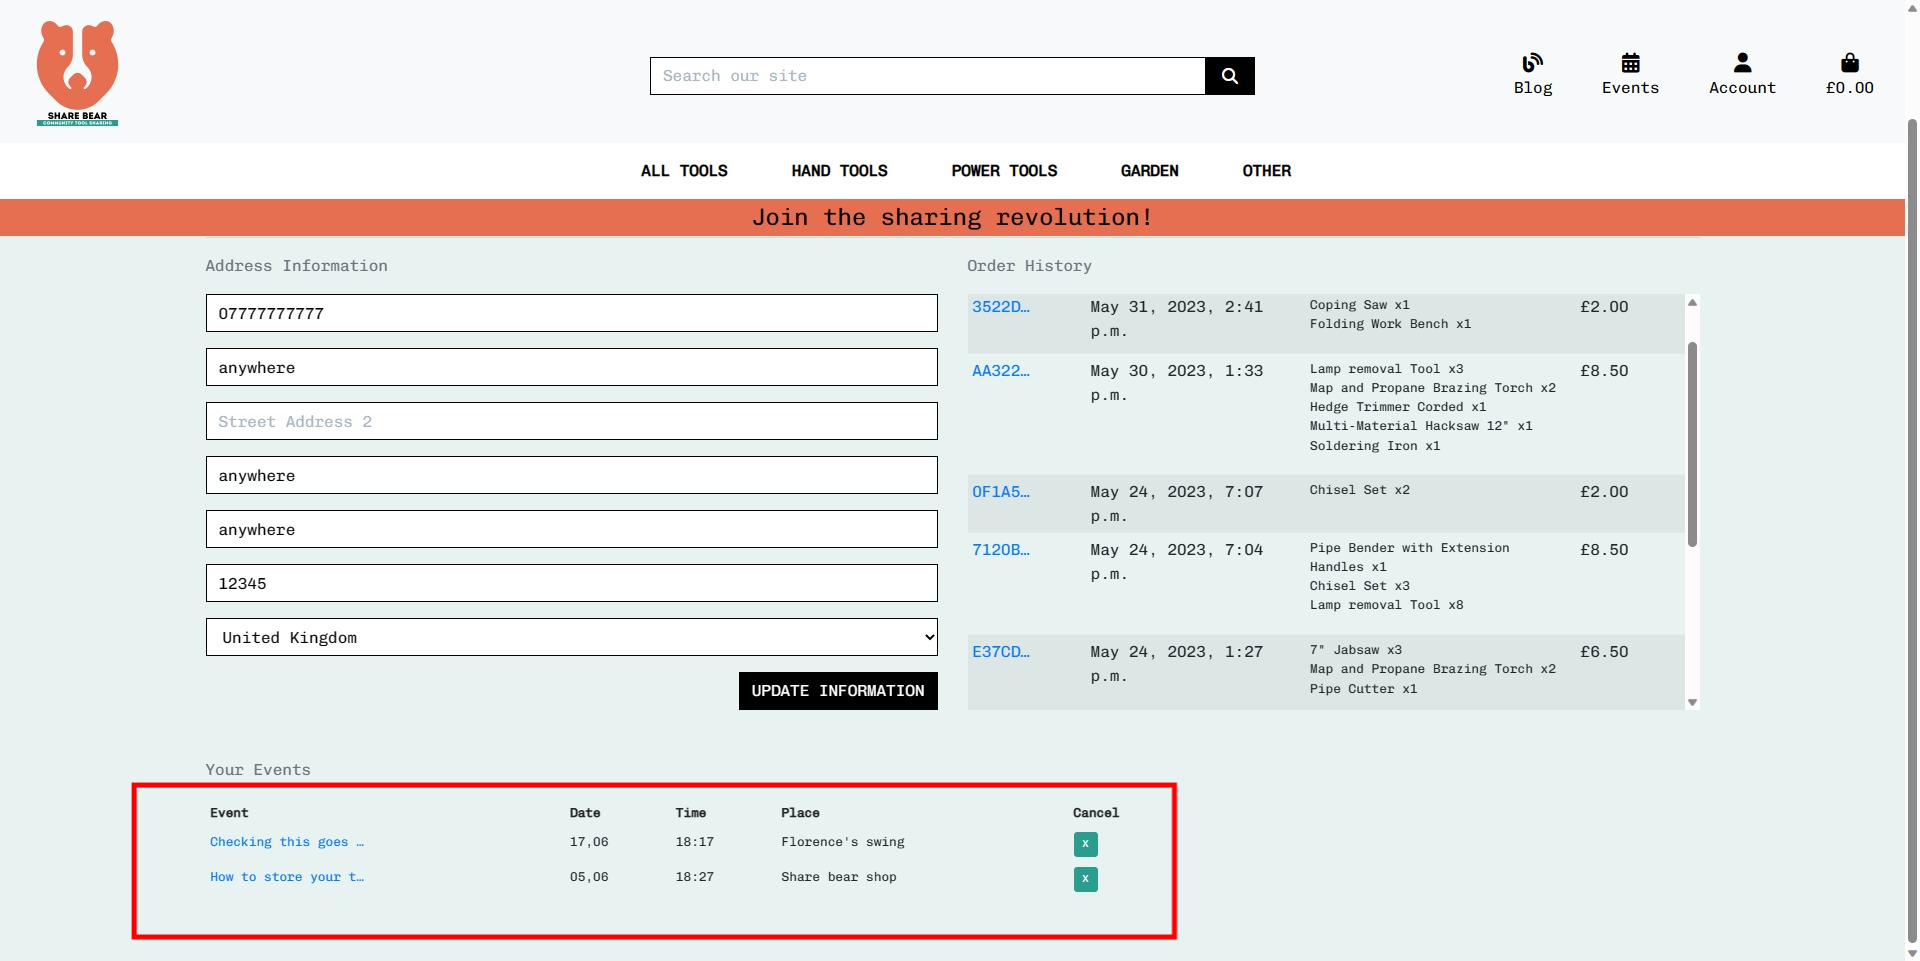 SHARE BEAR
COMMUNITY TOOL SHARING
Search our site
Blog
Events
Account
£0.00
ALL TOOLS
HAND TOOLS
POWER TOOLS
GARDEN
OTHER
Join the sharing revolution!
Address Information
07777777777
anywhere
Street Address 2
anywhere
anywhere
12345
United Kingdom
UPDATE INFORMATION
Order History
3522D… May 31, 2023, 2:41 p.m. Coping Saw x1 £2.00
Folding Work Bench x1
AA322… May 30, 2023, 1:33 p.m. Lamp removal Tool x3 £8.50
Map and Propane Brazing Torch x2
Hedge Trimmer Corded x1
Multi-Material Hacksaw 12" x1
Soldering Iron x1
0F1A5… May 24, 2023, 7:07 p.m. Chisel Set x2 £2.00
7120B… May 24, 2023, 7:04 p.m. Pipe Bender with Extension £8.50
Handles x1
Chisel Set x3
Lamp removal Tool x8
E37CD… May 24, 2023, 1:27 p.m. 7" Jabsaw x3 £6.50
Map and Propane Brazing Torch x2
Pipe Cutter x1
Your Events
Event Date Time Place Cancel
Checking this goes … 17,06 18:17 Florence's swing x
How to store your t… 05,06 18:27 Share bear shop x